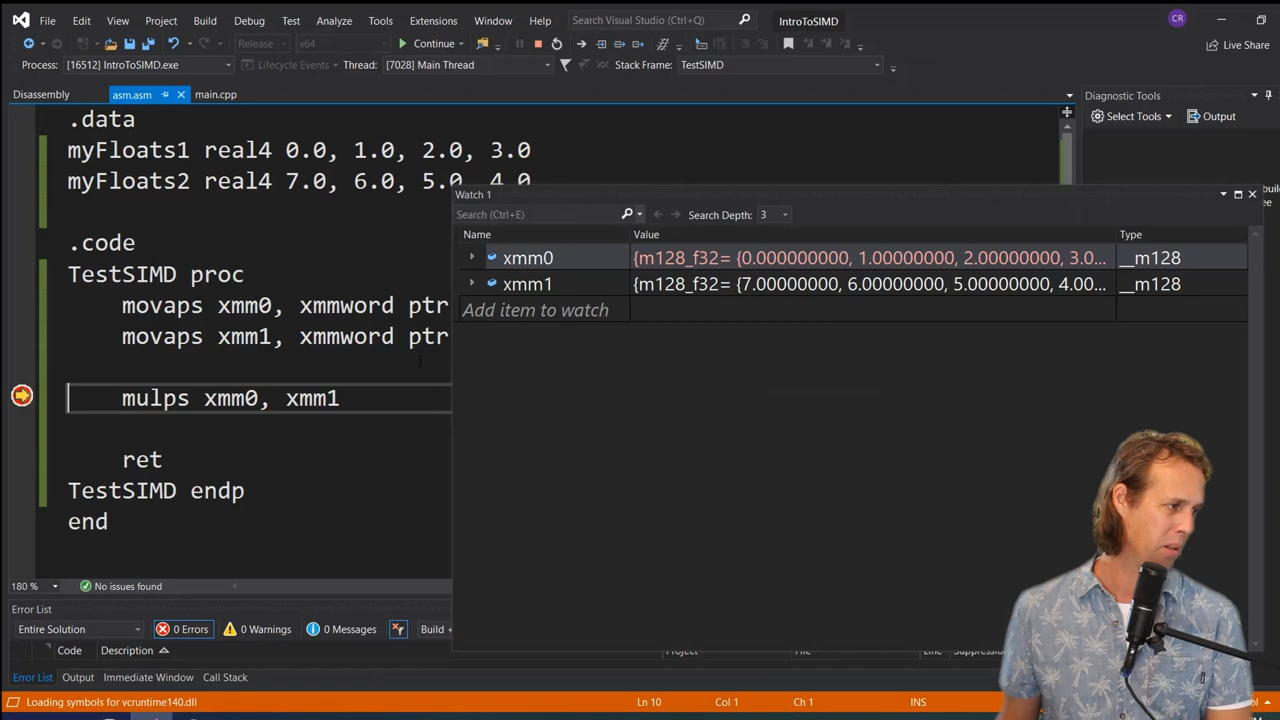 File Edit View Project Build Debug Test Analyze Tools Extensions Window Help Search Visual Studio (Ctrl+Q) IntroToSIMD CR
Release x64 Continue Live Share
Process: [16512] IntroToSIMD.exe Lifecycle Events Thread: [7028] Main Thread Stack Frame: TestSIMD
Disassembly asm.asm main.cpp Diagnostic Tools
Select Tools Output
.data
myFloats1 real4 0.0, 1.0, 2.0, 3.0
myFloats2 real4 7.0, 6.0, 5.0, 4.0
.code
TestSIMD proc
movaps xmm0, xmmword ptr
movaps xmm1, xmmword ptr
mulps xmm0, xmm1
ret
TestSIMD endp
end
Watch 1
Search (Ctrl+E) Search Depth: 3
Name Value Type
xmm0 {m128_f32= {0.000000000, 1.00000000, 2.00000000, 3.0... __m128
xmm1 {m128_f32= {7.00000000, 6.00000000, 5.00000000, 4.00... __m128
Add item to watch
180 % No issues found
Error List
Entire Solution 0 Errors 0 Warnings 0 Messages Build +
Code Description Project File Line
Error List Output Immediate Window Call Stack
Loading symbols for vcruntime140.dll Ln 10 Col 1 Ch 1 INS